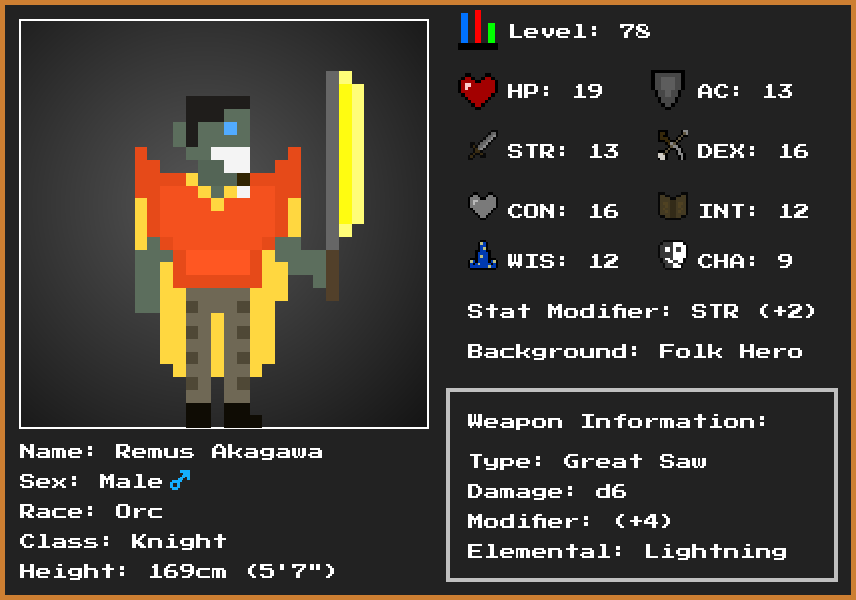 Level: 78
HP: 19 AC: 13
STR: 13 DEX: 16
CON: 16 INT: 12
WIS: 12 CHA: 9
Stat Modifier: STR (+2)
Background: Folk Hero
Weapon Information:
Type: Great Saw
Damage: d6
Modifier: (+4)
Elemental: Lightning
Name: Remus Akagawa
Sex: Male ♂
Race: Orc
Class: Knight
Height: 169cm (5'7")